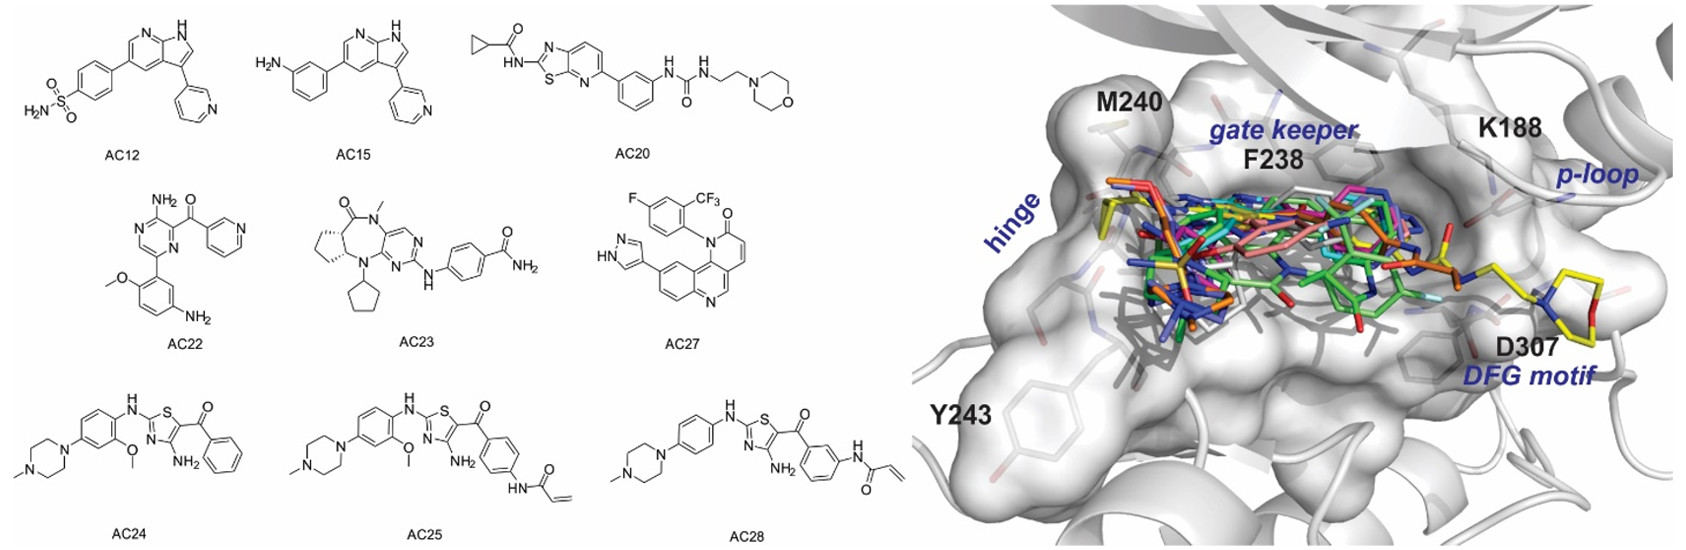 N
H
N
N
S
O
O
H2N
AC12
N
H
N
H2N
N
AC15
O
HN
N
S
N
H
N
O
H
N
N
O
AC20
NH2
O
N
N
N
O
NH2
AC22
O
N
N
N
N
N
H
O
NH2
AC23
F
CF3
O
N
N
HN
N
AC27
H
N
S
O
N
NH2
N
N
O
AC24
H
N
S
O
N
NH2
N
N
O
HN
O
AC25
H
N
S
O
N
NH2
N
N
H
N
O
AC28
M240
gate keeper
F238
K188
p-loop
hinge
D307
DFG motif
Y243